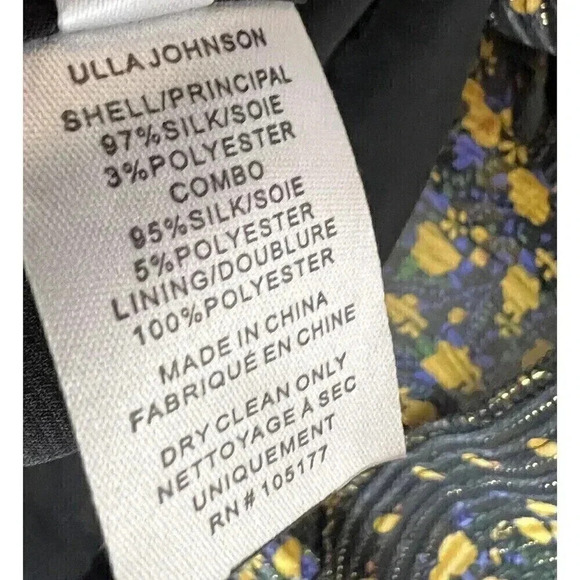 ULLA JOHNSON
SHELL/PRINCIPAL
97%SILK/SOIE
3%POLYESTER
COMBO
95%SILK/SOIE
5%POLYESTER
LINING/DOUBLURE
100%POLYESTER
MADE IN CHINA
FABRIQUÉ EN CHINE
DRY CLEAN ONLY
NETTOYAGE À SEC
UNIQUEMENT
RN# 105177